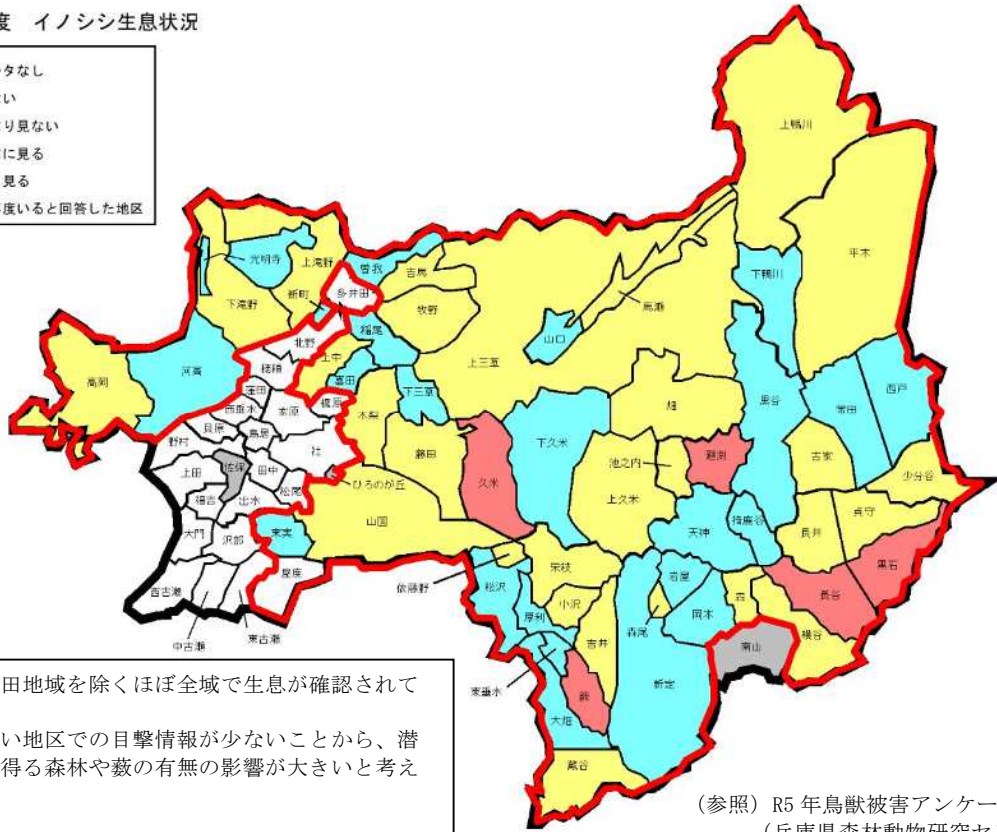 度 イノシシ生息状況
タなし
い
り見ない
に見る
見る
度いると回答した地区
上鴨川
平木
光明寺
上滝野
曽我
吉馬
下鴨川
下滝野
新町
多井田
牧野
馬瀬
稲尾
山口
北野
上中
上三草
高岡
河高
穂積
喜田
下三草
畑
黒谷
常田
西戸
窪田
西垂水
家原
梶原
木梨
貝原
鳥居
社
藤田
下久米
池之内
吉家
野村
少分谷
上田
佐保
田中
ひろのが丘
久米
上久米
福吉
出水
松尾
山国
貞守
天神
掎鹿谷
長井
大門
沢部
東実
黒石
屋度
依藤野
松沢
栄枝
岩屋
長谷
西古瀬
小沢
岡本
森
厚利
吉井
森尾
横谷
中古瀬
東古瀬
南山
東垂水
新定
大畑
藪
蔵谷
田地域を除くほぼ全域で生息が確認されて
い地区での目撃情報が少ないことから、潜
得る森林や薮の有無の影響が大きいと考え
(参照) R5 年鳥獣被害アンケー
(兵庫県森林動物研究セ